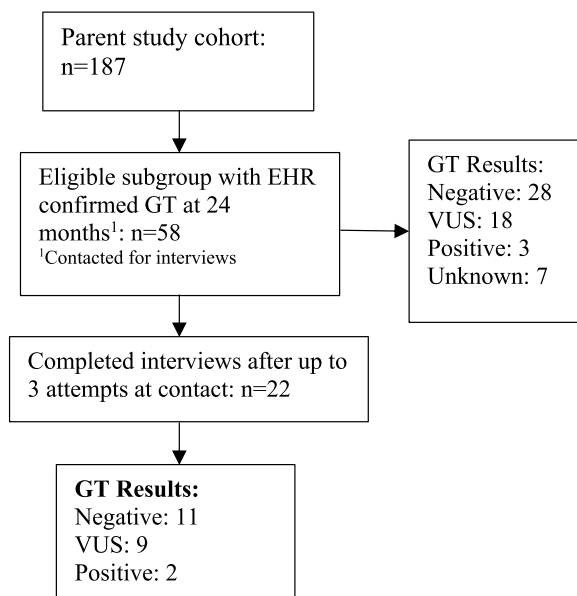 Parent study cohort:
n=187
Eligible subgroup with EHR
confirmed GT at 24
months¹: n=58
¹Contacted for interviews
GT Results:
Negative: 28
VUS: 18
Positive: 3
Unknown: 7
Completed interviews after up to
3 attempts at contact: n=22
GT Results:
Negative: 11
VUS: 9
Positive: 2